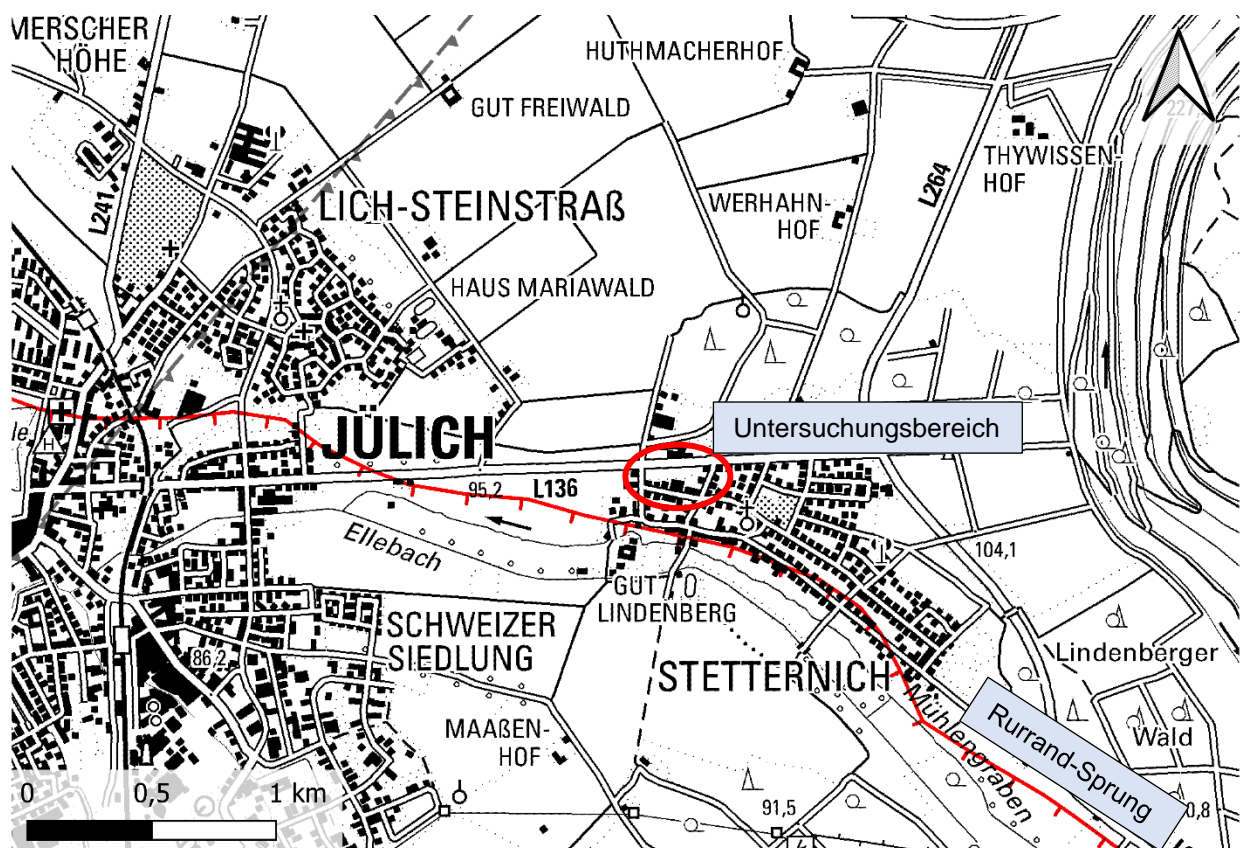 MERSCHER
HÖHE
HUTHMACHERHOF
GUT FREIWALD
L241
LICH-STEINSTRAß
L264
THYWISSEN-
HOF
WERHAHN-
HOF
HAUS MARIAWALD
JÜLICH
Untersuchungsbereich
H
95,2
L136
Ellebach
104,1
GUT
LINDENBERG
SCHWEIZER
SIEDLUNG
86,2
STETTERNICH
Lindenberger
Wald
Mühlengraben
Rurrand-Sprung
MAAßEN-
HOF
91,5
0,8
0 0,5 1 km